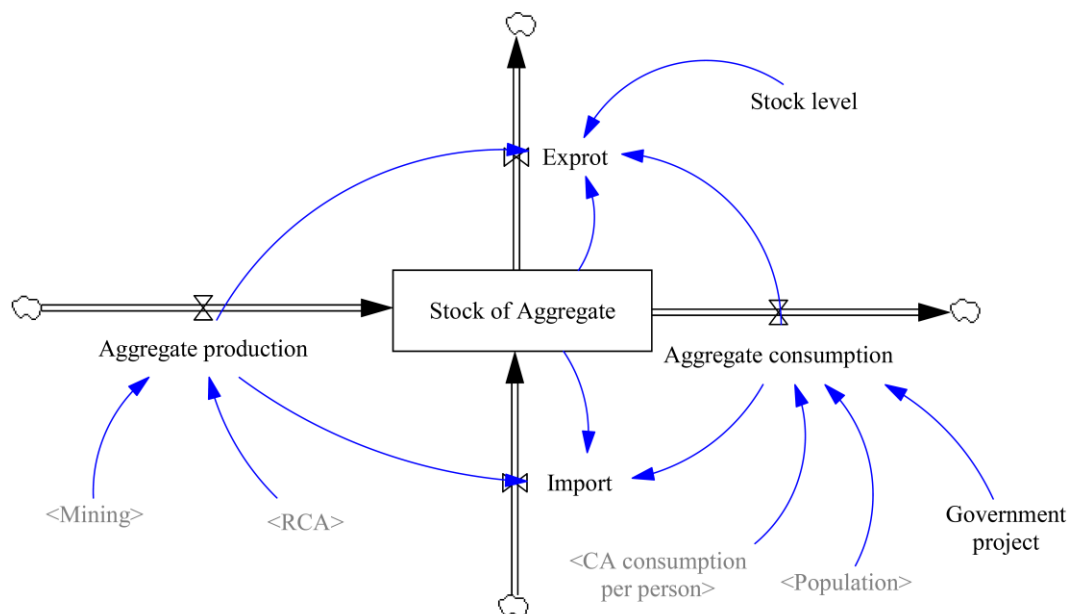 Stock level
Exprot
Stock of Aggregate
Aggregate production
Aggregate consumption
Import
<Mining>
<RCA>
Government
project
<CA consumption
per person>
<Population>